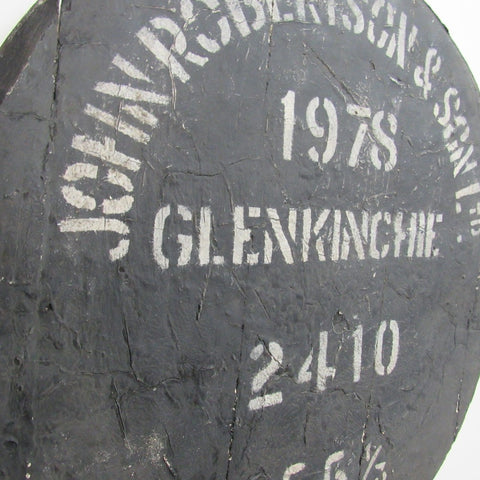 JOHN ROBERTSON & SON LTD.
1978
GLENKINCHIE
2410